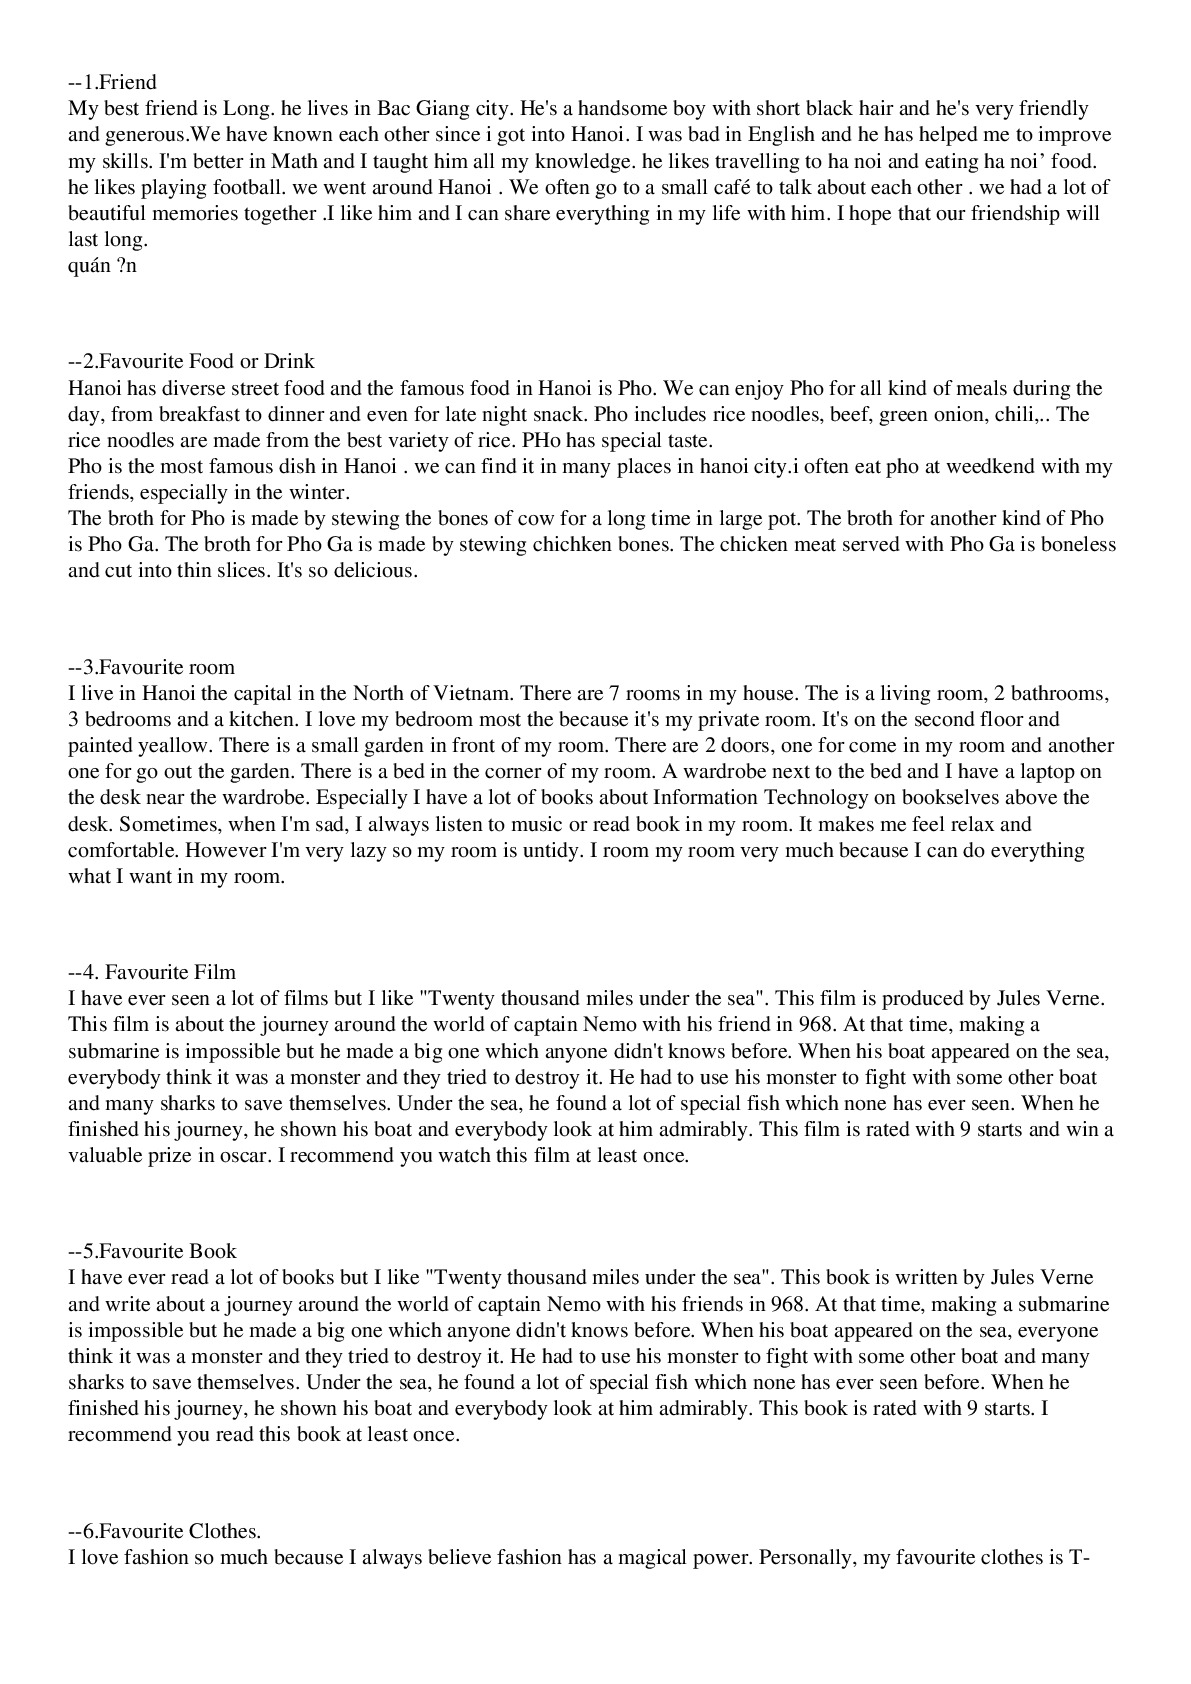 --1.Friend
My best friend is Long. he lives in Bac Giang city. He's a handsome boy with short black hair and he's very friendly
and generous.We have known each other since i got into Hanoi. I was bad in English and he has helped me to improve
my skills. I'm better in Math and I taught him all my knowledge. he likes travelling to ha noi and eating ha noi’ food.
he likes playing football. we went around Hanoi . We often go to a small café to talk about each other . we had a lot of
beautiful memories together .I like him and I can share everything in my life with him. I hope that our friendship will
last long.
quán ?n
--2.Favourite Food or Drink
Hanoi has diverse street food and the famous food in Hanoi is Pho. We can enjoy Pho for all kind of meals during the
day, from breakfast to dinner and even for late night snack. Pho includes rice noodles, beef, green onion, chili,.. The
rice noodles are made from the best variety of rice. PHo has special taste.
Pho is the most famous dish in Hanoi . we can find it in many places in hanoi city.i often eat pho at weedkend with my
friends, especially in the winter.
The broth for Pho is made by stewing the bones of cow for a long time in large pot. The broth for another kind of Pho
is Pho Ga. The broth for Pho Ga is made by stewing chichken bones. The chicken meat served with Pho Ga is boneless
and cut into thin slices. It's so delicious.
--3.Favourite room
I live in Hanoi the capital in the North of Vietnam. There are 7 rooms in my house. The is a living room, 2 bathrooms,
3 bedrooms and a kitchen. I love my bedroom most the because it's my private room. It's on the second floor and
painted yeallow. There is a small garden in front of my room. There are 2 doors, one for come in my room and another
one for go out the garden. There is a bed in the corner of my room. A wardrobe next to the bed and I have a laptop on
the desk near the wardrobe. Especially I have a lot of books about Information Technology on bookselves above the
desk. Sometimes, when I'm sad, I always listen to music or read book in my room. It makes me feel relax and
comfortable. However I'm very lazy so my room is untidy. I room my room very much because I can do everything
what I want in my room.
--4. Favourite Film
I have ever seen a lot of films but I like "Twenty thousand miles under the sea". This film is produced by Jules Verne.
This film is about the journey around the world of captain Nemo with his friend in 968. At that time, making a
submarine is impossible but he made a big one which anyone didn't knows before. When his boat appeared on the sea,
everybody think it was a monster and they tried to destroy it. He had to use his monster to fight with some other boat
and many sharks to save themselves. Under the sea, he found a lot of special fish which none has ever seen. When he
finished his journey, he shown his boat and everybody look at him admirably. This film is rated with 9 starts and win a
valuable prize in oscar. I recommend you watch this film at least once.
--5.Favourite Book
I have ever read a lot of books but I like "Twenty thousand miles under the sea". This book is written by Jules Verne
and write about a journey around the world of captain Nemo with his friends in 968. At that time, making a submarine
is impossible but he made a big one which anyone didn't knows before. When his boat appeared on the sea, everyone
think it was a monster and they tried to destroy it. He had to use his monster to fight with some other boat and many
sharks to save themselves. Under the sea, he found a lot of special fish which none has ever seen before. When he
finished his journey, he shown his boat and everybody look at him admirably. This book is rated with 9 starts. I
recommend you read this book at least once.
--6.Favourite Clothes.
I love fashion so much because I always believe fashion has a magical power. Personally, my favourite clothes is T-